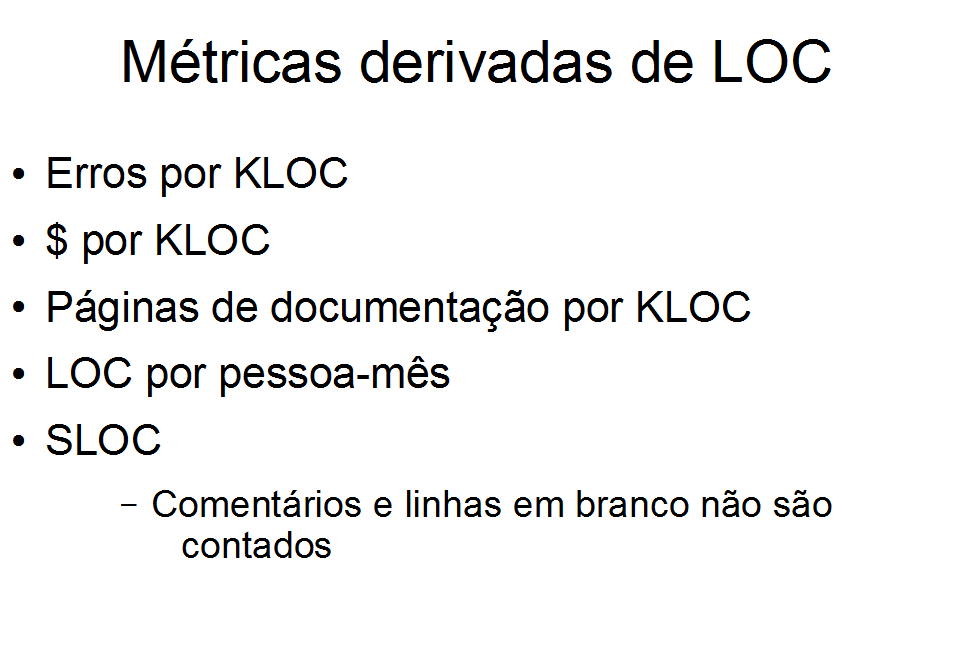 Métricas derivadas de LOC
• Erros por KLOC
• $ por KLOC
• Páginas de documentação por KLOC
• LOC por pessoa-mês
• SLOC
– Comentários e linhas em branco não são
contados